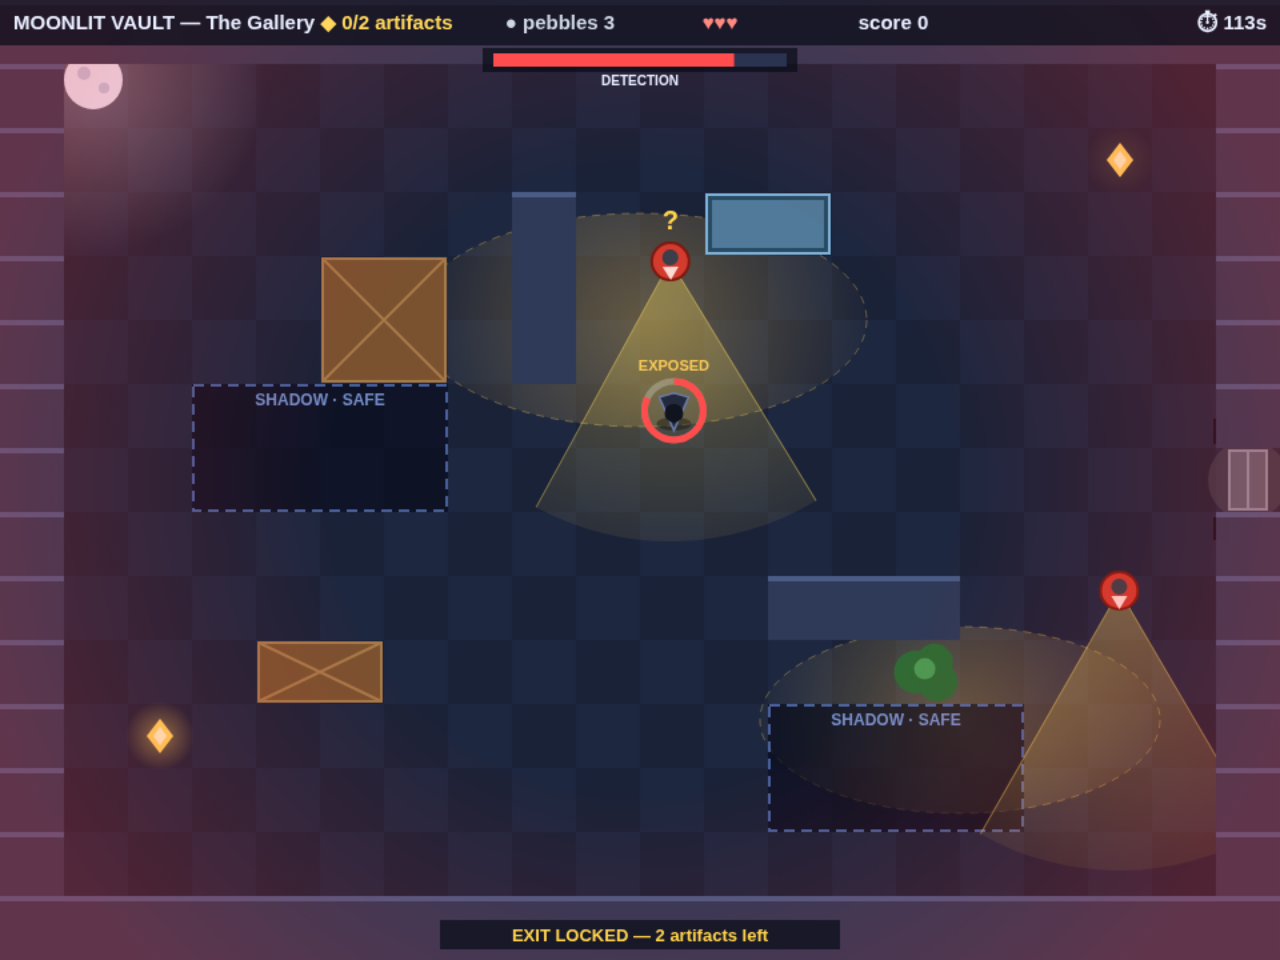 MOONLIT VAULT — The Gallery ◆ 0/2 artifacts ● pebbles 3 ♥♥♥ score 0 ⏱ 113s
DETECTION
?
EXPOSED
SHADOW · SAFE
SHADOW · SAFE
EXIT LOCKED — 2 artifacts left